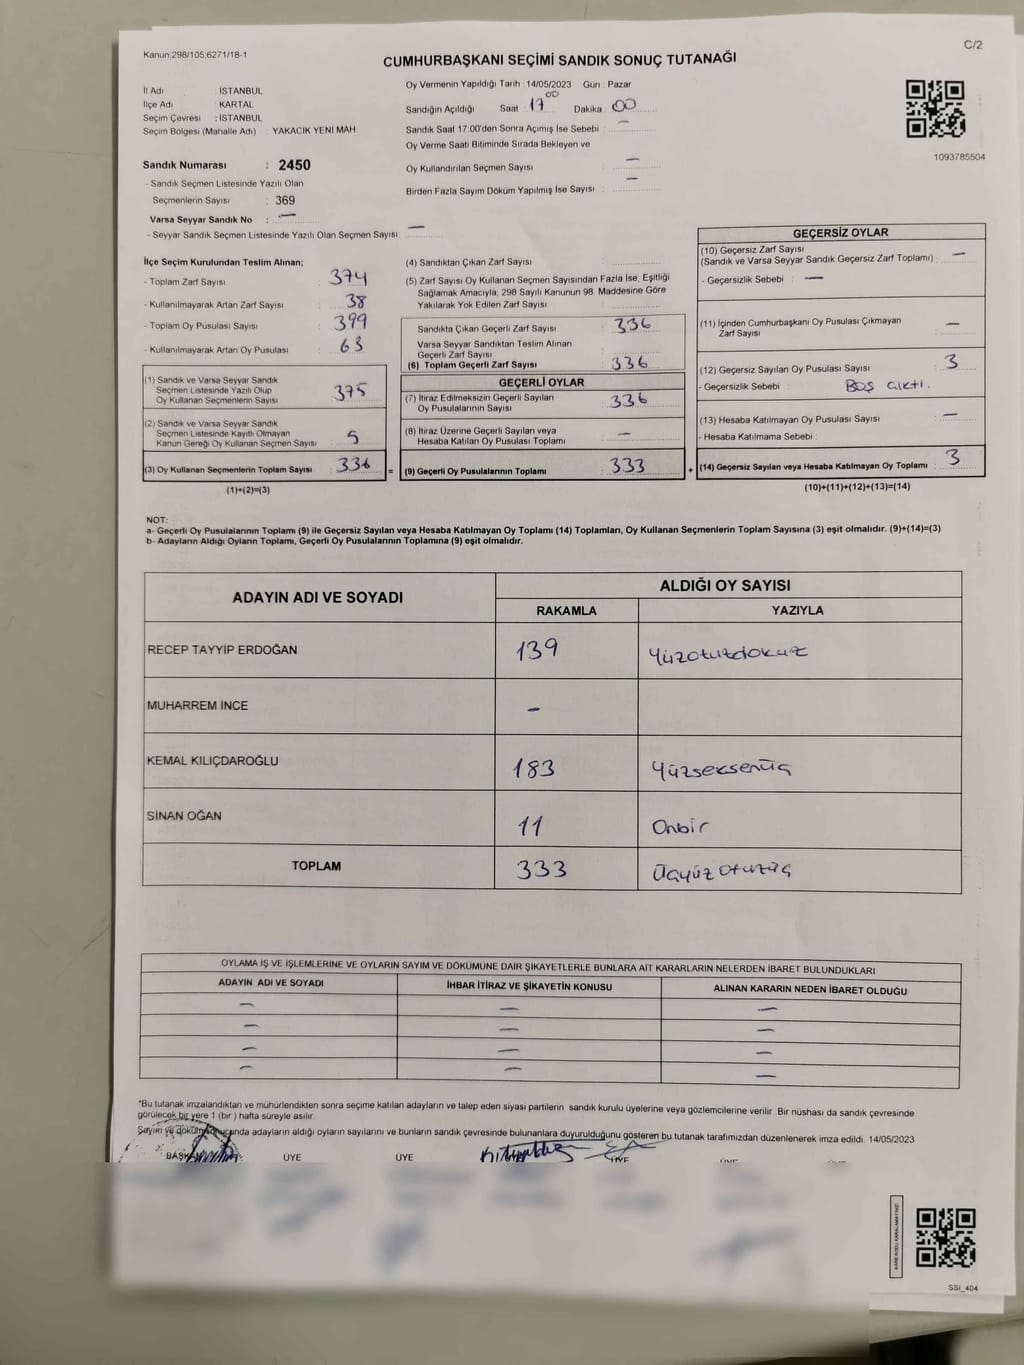 Kanun,298/105,6271/18-1
C/2
CUMHURBAŞKANI SEÇİMİ SANDIK SONUÇ TUTANAĞI
İl Adı : İSTANBUL
İlçe Adı : KARTAL
Seçim Çevresi : İSTANBUL
Seçim Bölgesi (Mahalle Adı) : YAKACIK YENİ MAH.
Sandık Numarası : 2450
- Sandık Seçmen Listesinde Yazılı Olan
Seçmenlerin Sayısı : 369
Varsa Seyyar Sandık No : —
- Seyyar Sandık Seçmen Listesinde Yazılı Olan Seçmen Sayısı: —
Oy Vermenin Yapıldığı Tarih : 14/05/2023 Gün : Pazar
Sandığın Açıldığı Saat : 17 00 Dakika : 00
Sandık Saat 17:00'den Sonra Açımış İse Sebebi : —
Oy Verme Saati Bitiminde Sırada Bekleyen ve
Oy Kullandırılan Seçmen Sayısı : —
Birden Fazla Sayım Döküm Yapılmış İse Sayısı : —
1093785504
İlçe Seçim Kurulundan Teslim Alınan;
- Toplam Zarf Sayısı : 374
- Kullanılmayarak Artan Zarf Sayısı : 38
- Toplam Oy Pusulası Sayısı : 399
- Kullanılmayarak Artan Oy Pusulası : 63
(1) Sandık ve Varsa Seyyar Sandık
Seçmen Listesinde Yazılı Olup
Oy Kullanan Seçmenlerin Sayısı : 375
(2) Sandık ve Varsa Seyyar Sandık
Seçmen Listesinde Kayıtlı Olmayan
Kanun Gereği Oy Kullanan Seçmen Sayısı : 5
(3) Oy Kullanan Seçmenlerin Toplam Sayısı : 336
(1)+(2)=(3)
(4) Sandıktan Çıkan Zarf Sayısı :
(5) Zarf Sayısı Oy Kullanan Seçmen Sayısından Fazla İse, Eşitliği
Sağlamak Amacıyla, 298 Sayılı Kanunun 98. Maddesine Göre
Yakılarak Yok Edilen Zarf Sayısı :
Sandıkta Çıkan Geçerli Zarf Sayısı : 336
Varsa Seyyar Sandıktan Teslim Alınan
Geçerli Zarf Sayısı :
(6) Toplam Geçerli Zarf Sayısı : 336
GEÇERLİ OYLAR
(7) İtiraz Edilmeksizin Geçerli Sayılan
Oy Pusulalarının Sayısı : 336
(8) İtiraz Üzerine Geçerli Sayılan veya
Hesaba Katılan Oy Pusulası Toplamı : —
= (9) Geçerli Oy Pusulalarının Toplamı : 333
GEÇERSİZ OYLAR
(10) Geçersiz Zarf Sayısı
(Sandık ve Varsa Seyyar Sandık Geçersiz Zarf Toplamı) : —
- Geçersizlik Sebebi : —
(11) İçinden Cumhurbaşkanı Oy Pusulası Çıkmayan
Zarf Sayısı : —
(12) Geçersiz Sayılan Oy Pusulası Sayısı : 3
- Geçersizlik Sebebi : Boş çıktı.
(13) Hesaba Katılmayan Oy Pusulası Sayısı : —
- Hesaba Katılmama Sebebi :
+ (14) Geçersiz Sayılan veya Hesaba Katılmayan Oy Toplamı : 3
(10)+(11)+(12)+(13)=(14)
NOT:
a- Geçerli Oy Pusulalarının Toplamı (9) ile Geçersiz Sayılan veya Hesaba Katılmayan Oy Toplamı (14) Toplamları, Oy Kullanan Seçmenlerin Toplam Sayısına (3) eşit olmalıdır. (9)+(14)=(3)
b- Adayların Aldığı Oyların Toplamı, Geçerli Oy Pusulalarının Toplamına (9) eşit olmalıdır.
ADAYIN ADI VE SOYADI
ALDIĞI OY SAYISI
RAKAMLA YAZIYLA
RECEP TAYYİP ERDOĞAN 139 Yüzotuzdokuz
MUHARREM İNCE -
KEMAL KILIÇDAROĞLU 183 Yüzseksenüç
SİNAN OĞAN 11 Onbir
TOPLAM 333 Üçyüz otuzüç
OYLAMA İŞ VE İŞLEMLERİNE VE OYLARIN SAYIM VE DÖKÜMÜNE DAİR ŞİKAYETLERLE BUNLARA AİT KARARLARIN NELERDEN İBARET BULUNDUKLARI
ADAYIN ADI VE SOYADI İHBAR İTİRAZ VE ŞİKAYETİN KONUSU ALINAN KARARIN NEDEN İBARET OLDUĞU
— — —
— — —
— — —
— — —
*Bu tutanak imzalandıktan ve mühürlendikten sonra seçime katılan adayların ve talep eden siyasi partilerin sandık kurulu üyelerine veya gözlemcilerine verilir. Bir nüshası da sandık çevresinde
görülecek bir yere 1 (bir) hafta süreyle asılır.
Sayım ve döküm sonucunda adayların aldığı oyların sayılarını ve bunların sandık çevresinde bulunanlara duyurulduğunu gösteren bu tutanak tarafımızdan düzenlenerek imza edildi. 14/05/2023
BAŞKAN ÜYE ÜYE ÜYE ÜYE
SSİ_404